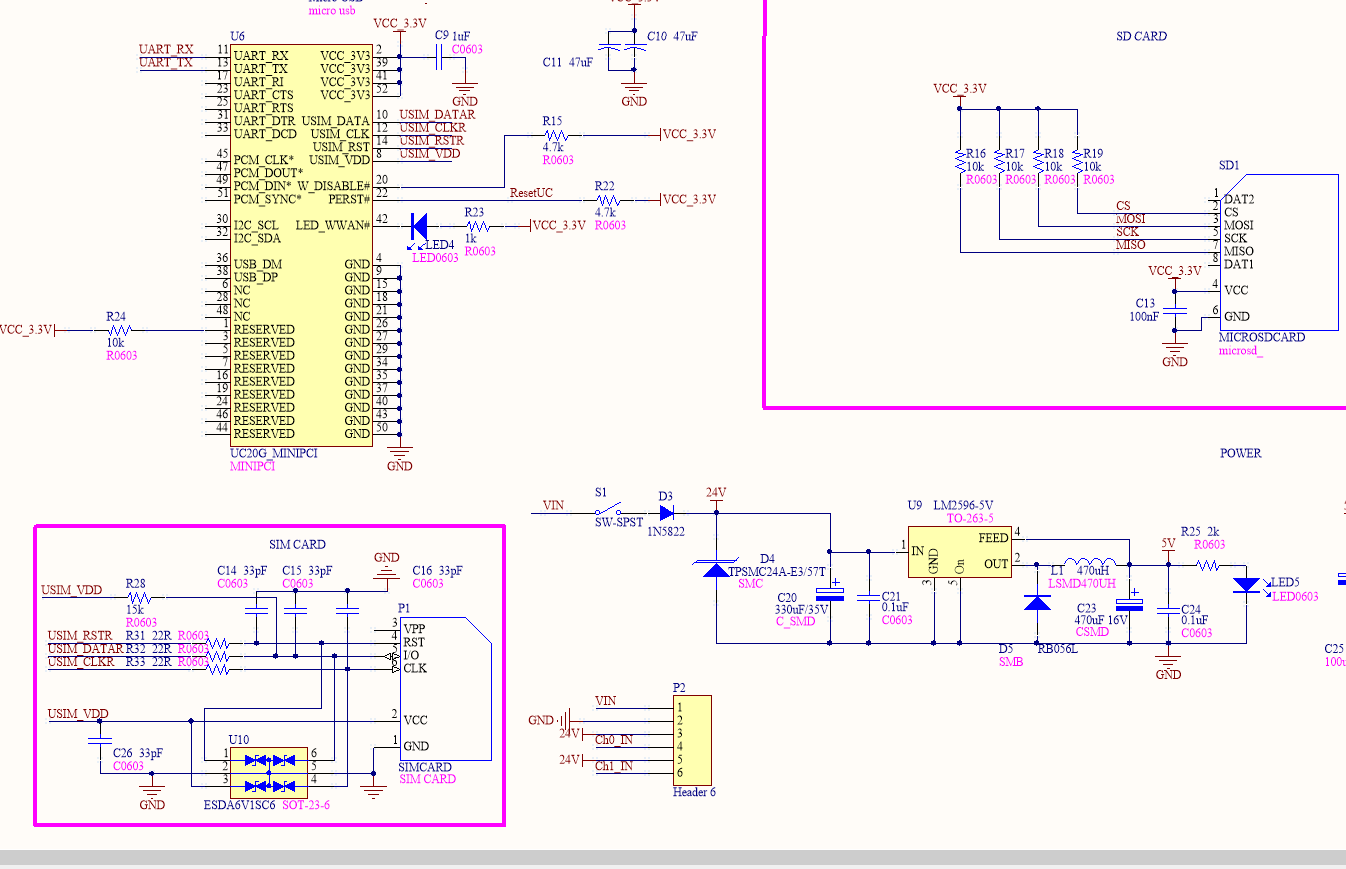 micro usb
VCC_3.3V
VCC_3.3V
U6
C9 1uF
C0603
C10 47uF
C11 47uF
GND
GND
UART_RX
UART_TX
11 UART_RX
13 UART_TX
17 UART_RI
23 UART_CTS
25 UART_RTS
31 UART_DTR
33 UART_DCD
45 PCM_CLK*
47 PCM_DOUT*
49 PCM_DIN*
51 PCM_SYNC*
30 I2C_SCL
32 I2C_SDA
36 USB_DM
38 USB_DP
6 NC
28 NC
48 NC
1 RESERVED
3 RESERVED
5 RESERVED
7 RESERVED
16 RESERVED
19 RESERVED
24 RESERVED
46 RESERVED
44 RESERVED
VCC_3V3 2
VCC_3V3 39
VCC_3V3 41
VCC_3V3 52
USIM_DATA 10 USIM_DATAR
USIM_CLK 12 USIM_CLKR
USIM_RST 14 USIM_RSTR
USIM_VDD 8 USIM_VDD
W_DISABLE# 20
PERST# 22
LED_WWAN# 42
GND 4
GND 9
GND 15
GND 18
GND 21
GND 26
GND 27
GND 29
GND 34
GND 35
GND 37
GND 40
GND 43
GND 50
GND
UC20G_MINIPCI
MINIPCI
VCC_3.3V
R24
10k
R0603
R15
4.7k
R0603
VCC_3.3V
ResetUC
R22
4.7k
R0603
VCC_3.3V
LED4
LED0603
R23
1k
R0603
VCC_3.3V
SD CARD
VCC_3.3V
R16
10k
R0603
R17
10k
R0603
R18
10k
R0603
R19
10k
R0603
SD1
CS
MOSI
SCK
MISO
1 DAT2
2 CS
3 MOSI
5 SCK
7 MISO
8 DAT1
4 VCC
6 GND
VCC_3.3V
C13
100nF
GND
MICROSDCARD
microsd_
POWER
VIN
S1
SW-SPST
D3
1N5822
24V
D4
TPSMC24A-E3/57T
SMC
C20
330uF/35V
C_SMD
C21
0.1uF
C0603
U9 LM2596-5V
TO-263-5
1 IN
GND 3
On 5
FEED 4
OUT 2
L1 470uH
LSMD470UH
D5 RB056L
SMB
C23
470uF 16V
CSMD
5V
C24
0.1uF
C0603
GND
R25 2k
R0603
LED5
LED0603
C25
SIM CARD
GND
C14 33pF
C0603
C15 33pF
C0603
C16 33pF
C0603
USIM_VDD
R28
15k
R0603
USIM_RSTR R31 22R R0603
USIM_DATAR R32 22R R0603
USIM_CLKR R33 22R R0603
P1
3 VPP
4 RST
5 I/O
6 CLK
2 VCC
1 GND
SIMCARD
SIM CARD
USIM_VDD
C26 33pF
C0603
GND
U10
1
2
3
6
5
4
ESDA6V1SC6 SOT-23-6
GND
P2
VIN 1
GND 2
24V 3
Ch0_IN 4
24V 5
Ch1_IN 6
Header 6